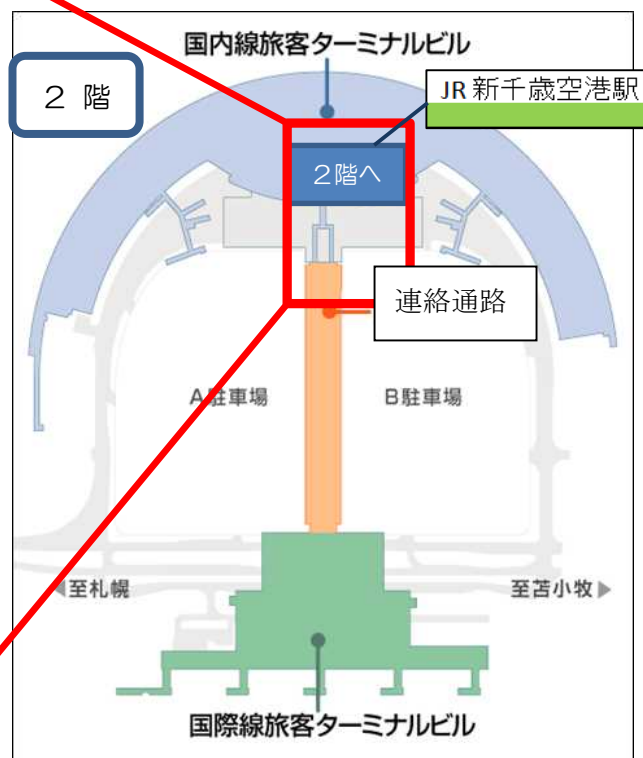 国内線旅客ターミナルビル
2 階
JR 新千歳空港駅
2階へ
連絡通路
A駐車場
B駐車場
◀至札幌
至苫小牧▶
国際線旅客ターミナルビル